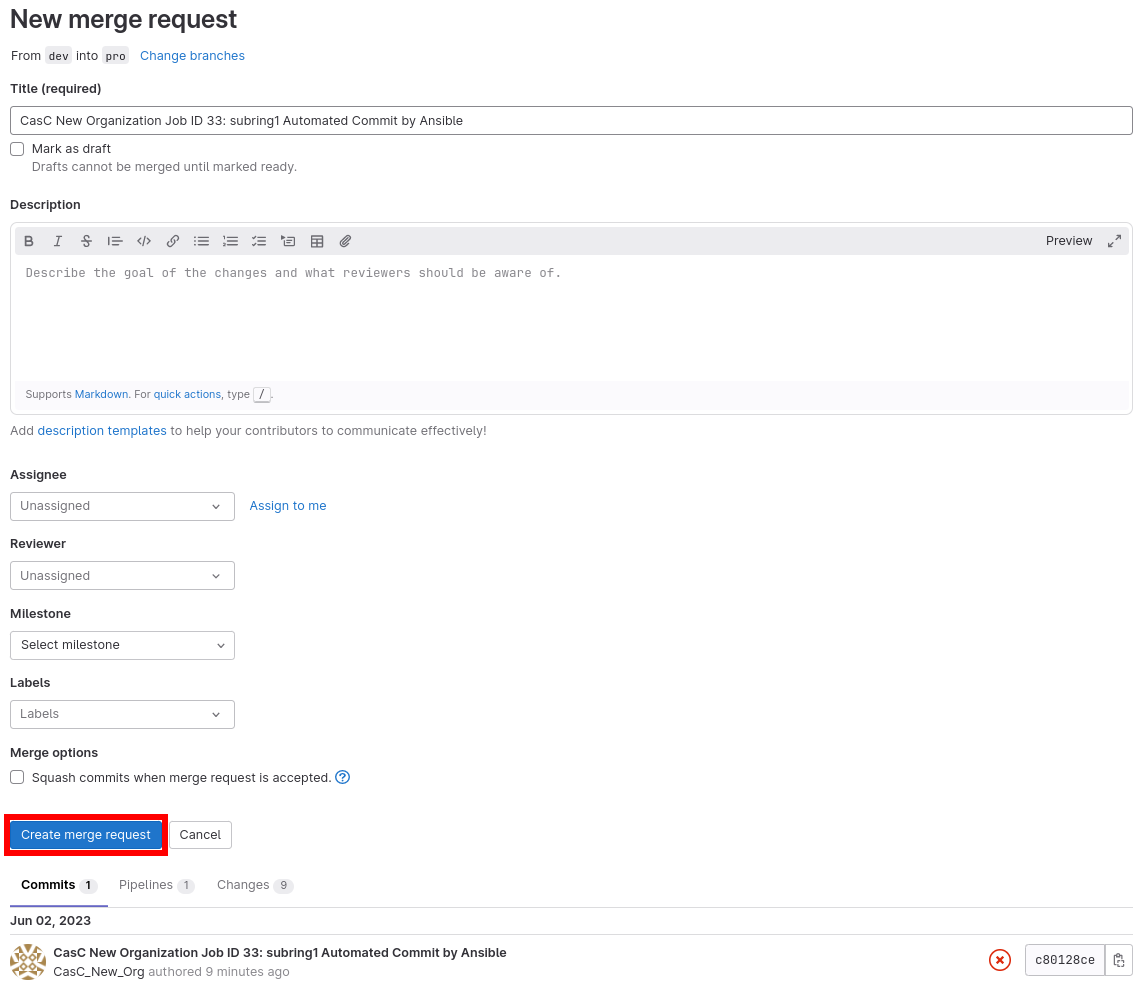 New merge request
From dev into pro Change branches
Title (required)
CasC New Organization Job ID 33: subring1 Automated Commit by Ansible
Mark as draft
Drafts cannot be merged until marked ready.
Description
Preview
Describe the goal of the changes and what reviewers should be aware of.
Supports Markdown. For quick actions, type /.
Add description templates to help your contributors to communicate effectively!
Assignee
Unassigned Assign to me
Reviewer
Unassigned
Milestone
Select milestone
Labels
Labels
Merge options
Squash commits when merge request is accepted.
Create merge request Cancel
Commits 1 Pipelines 1 Changes 9
Jun 02, 2023
CasC New Organization Job ID 33: subring1 Automated Commit by Ansible
CasC_New_Org authored 9 minutes ago
c80128ce